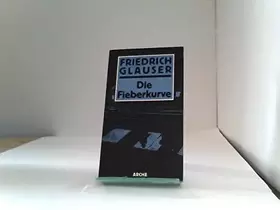 FRIEDRICH
GLAUSER
Die
Fieberkurve
ARCHE